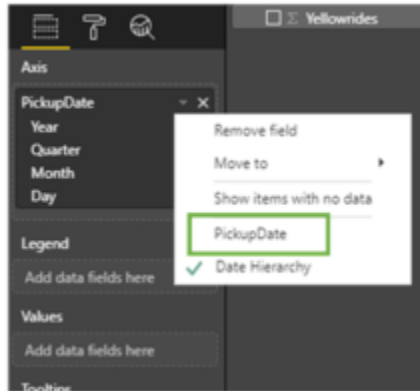 Σ Yellowrides
Axis
PickupDate
Year
Quarter
Month
Day
Remove field
Move to
Show items with no data
PickupDate
Date Hierarchy
Legend
Add data fields here
Values
Add data fields here
Tooltips